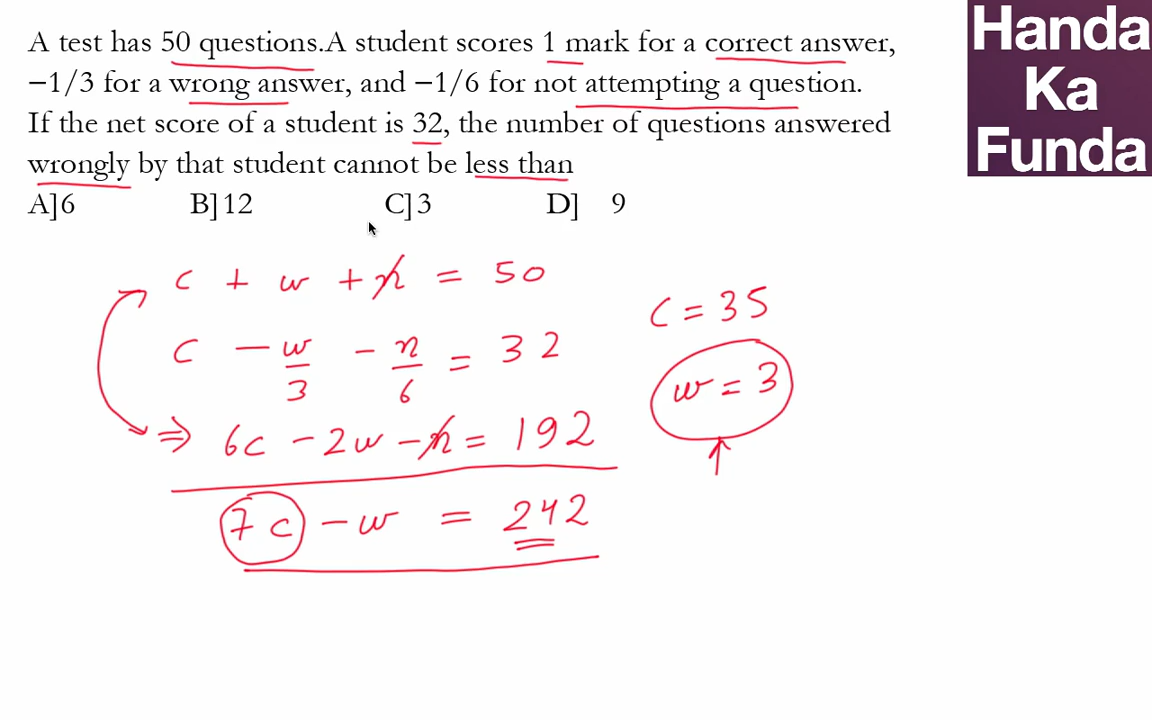 A test has 50 questions.A student scores 1 mark for a correct answer,
−1/3 for a wrong answer, and −1/6 for not attempting a question.
If the net score of a student is 32, the number of questions answered
wrongly by that student cannot be less than
A]6 B]12 C]3 D] 9
Handa
Ka
Funda
c + w + n = 50
c - w/3 - n/6 = 32
⇒ 6c - 2w - n = 192
7c - w = 242
c = 35
w = 3